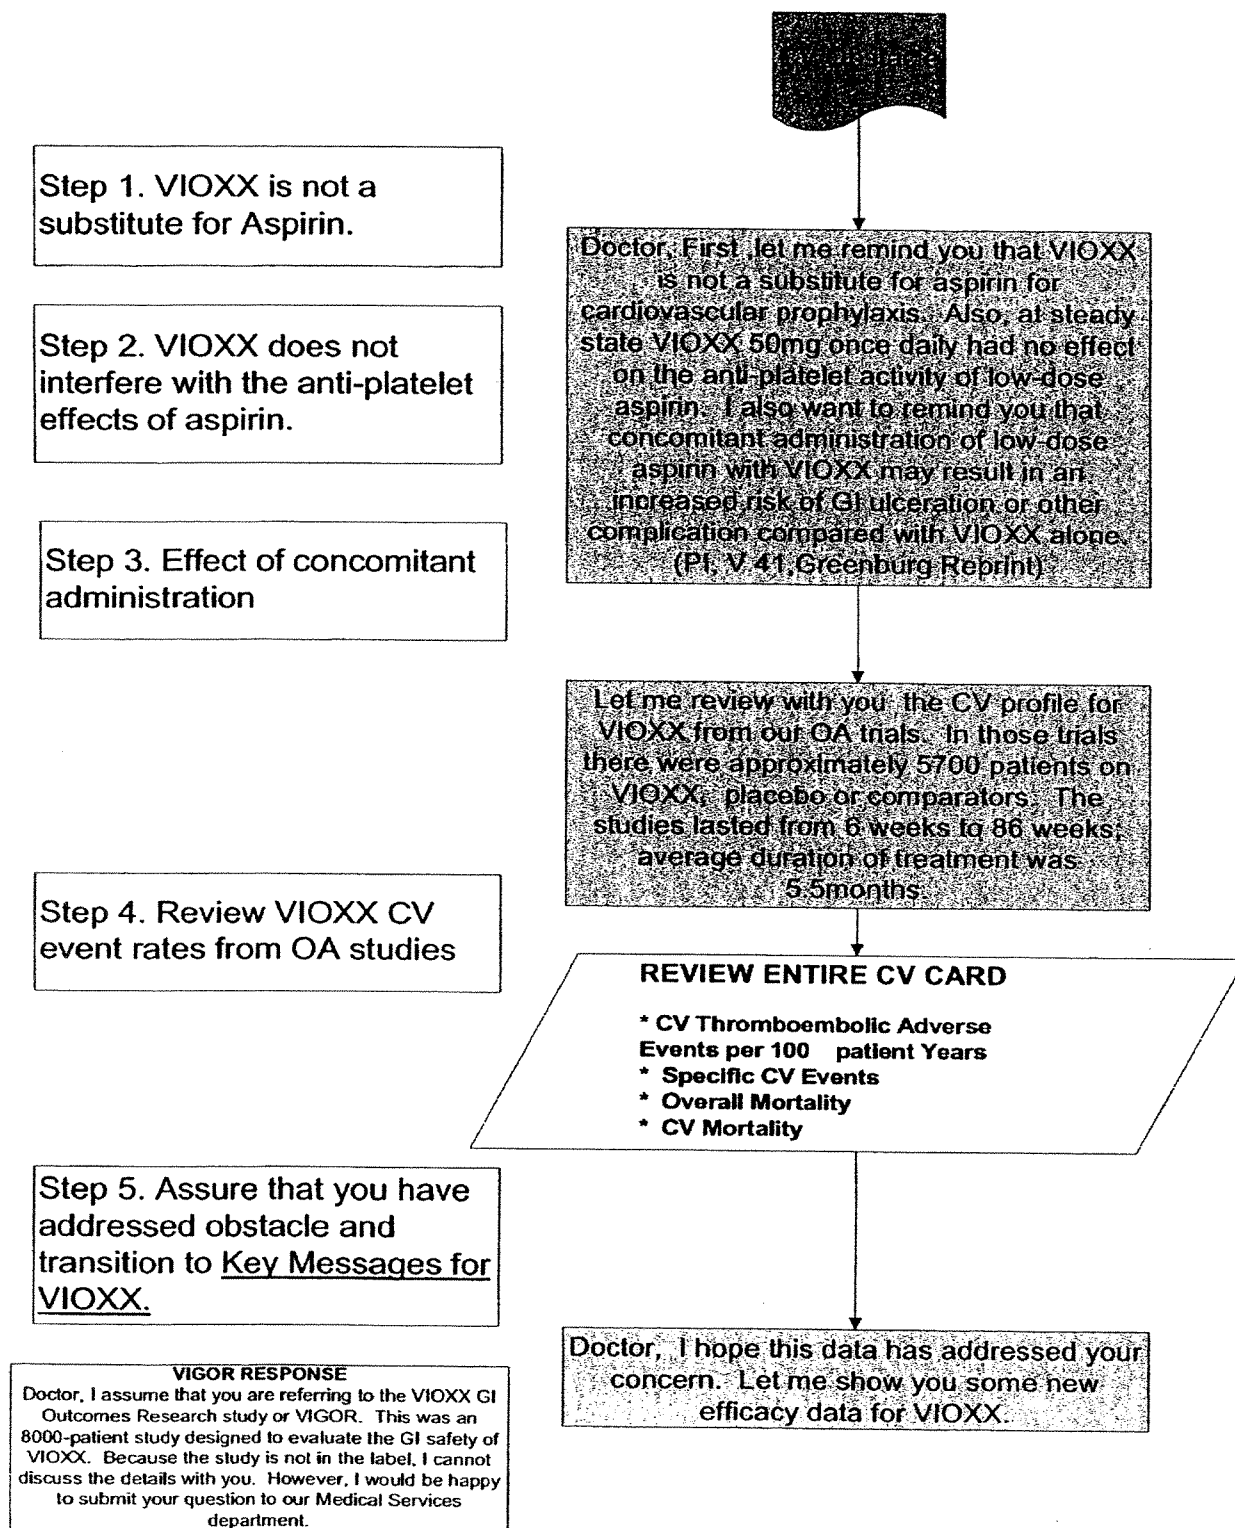 Step 1. VIOXX is not a
substitute for Aspirin.
Step 2. VIOXX does not
interfere with the anti-platelet
effects of aspirin.
Step 3. Effect of concomitant
administration
Doctor, First ,let me remind you that VIOXX
is not a substitute for aspirin for
cardiovascular prophylaxis. Also, at steady
state VIOXX 50mg once daily had no effect
on the anti-platelet activity of low-dose
aspirin. I also want to remind you that
concomitant administration of low-dose
aspirin with VIOXX may result in an
increased risk of GI ulceration or other
complication compared with VIOXX alone.
(PI, V 41,Greenburg Reprint)
Let me review with you the CV profile for
VIOXX from our OA trials. In those trials
there were approximately 5700 patients on
VIOXX, placebo or comparators. The
studies lasted from 6 weeks to 86 weeks;
average duration of treatment was
5.5months
Step 4. Review VIOXX CV
event rates from OA studies
REVIEW ENTIRE CV CARD
* CV Thromboembolic Adverse
Events per 100 patient Years
* Specific CV Events
* Overall Mortality
* CV Mortality
Step 5. Assure that you have
addressed obstacle and
transition to Key Messages for
VIOXX.
Doctor, I hope this data has addressed your
concern. Let me show you some new
efficacy data for VIOXX.
VIGOR RESPONSE
Doctor, I assume that you are referring to the VIOXX GI
Outcomes Research study or VIGOR. This was an
8000-patient study designed to evaluate the GI safety of
VIOXX. Because the study is not in the label, I cannot
discuss the details with you. However, I would be happy
to submit your question to our Medical Services
department.